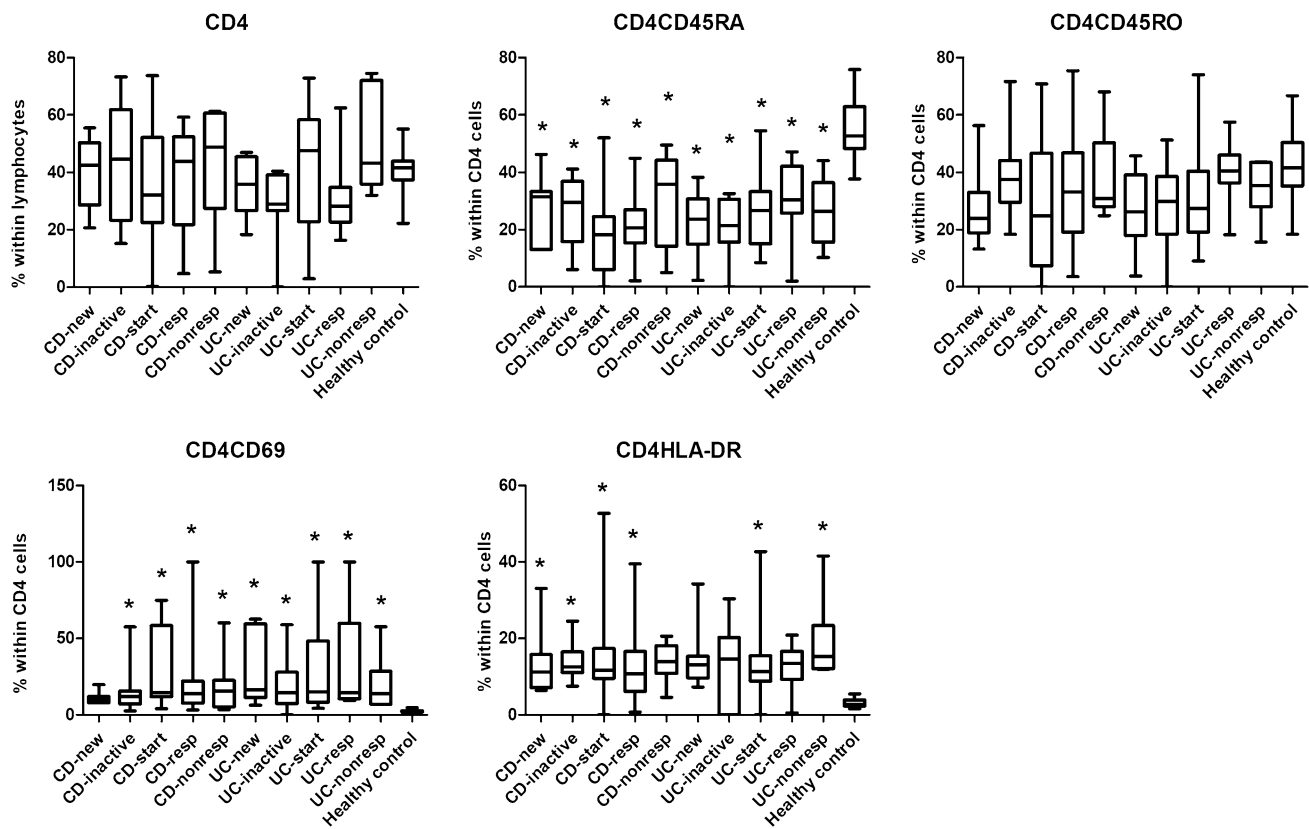 CD4
% within lymphocytes
80
60
40
20
0
CD-new
CD-inactive
CD-start
CD-resp
CD-nonresp
UC-new
UC-inactive
UC-start
UC-resp
UC-nonresp
Healthy control
CD4CD45RA
% within CD4 cells
80
60
40
20
0
* * * * * * * * * *
CD-new
CD-inactive
CD-start
CD-resp
CD-nonresp
UC-new
UC-inactive
UC-start
UC-resp
UC-nonresp
Healthy control
CD4CD45RO
% within CD4 cells
80
60
40
20
0
CD-new
CD-inactive
CD-start
CD-resp
CD-nonresp
UC-new
UC-inactive
UC-start
UC-resp
UC-nonresp
Healthy control
CD4CD69
% within CD4 cells
150
100
50
0
* * * * * * * * *
CD-new
CD-inactive
CD-start
CD-resp
CD-nonresp
UC-new
UC-inactive
UC-start
UC-resp
UC-nonresp
Healthy control
CD4HLA-DR
% within CD4 cells
60
40
20
0
* * * * * *
CD-new
CD-inactive
CD-start
CD-resp
CD-nonresp
UC-new
UC-inactive
UC-start
UC-resp
UC-nonresp
Healthy control